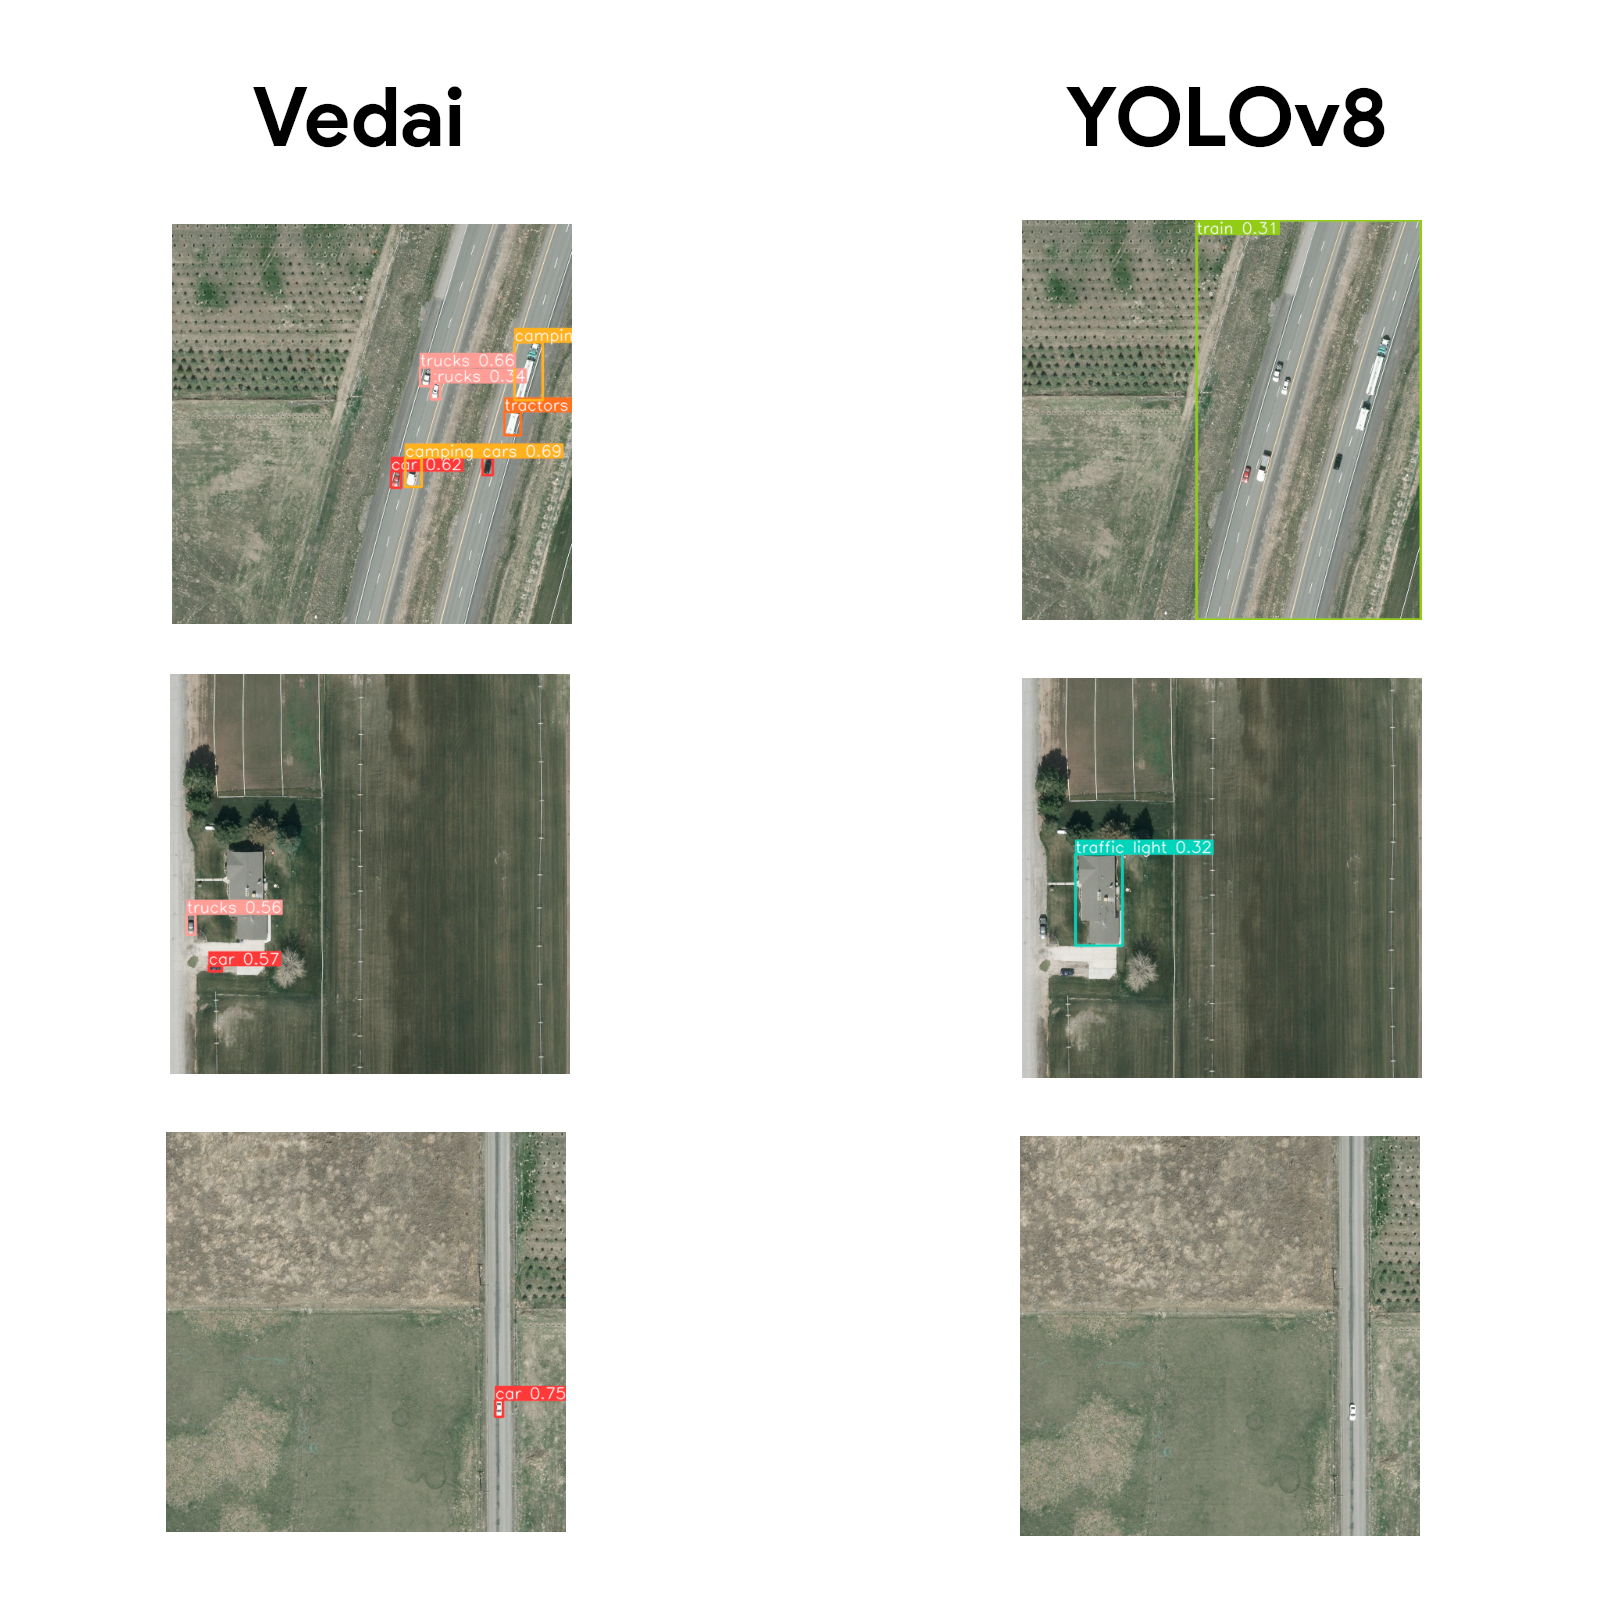 Vedai
YOLOv8
train 0.31
campin
trucks 0.66
rucks 0.34
tractors
camping cars 0.69
car 0.62
traffic light 0.32
trucks 0.56
car 0.57
car 0.75